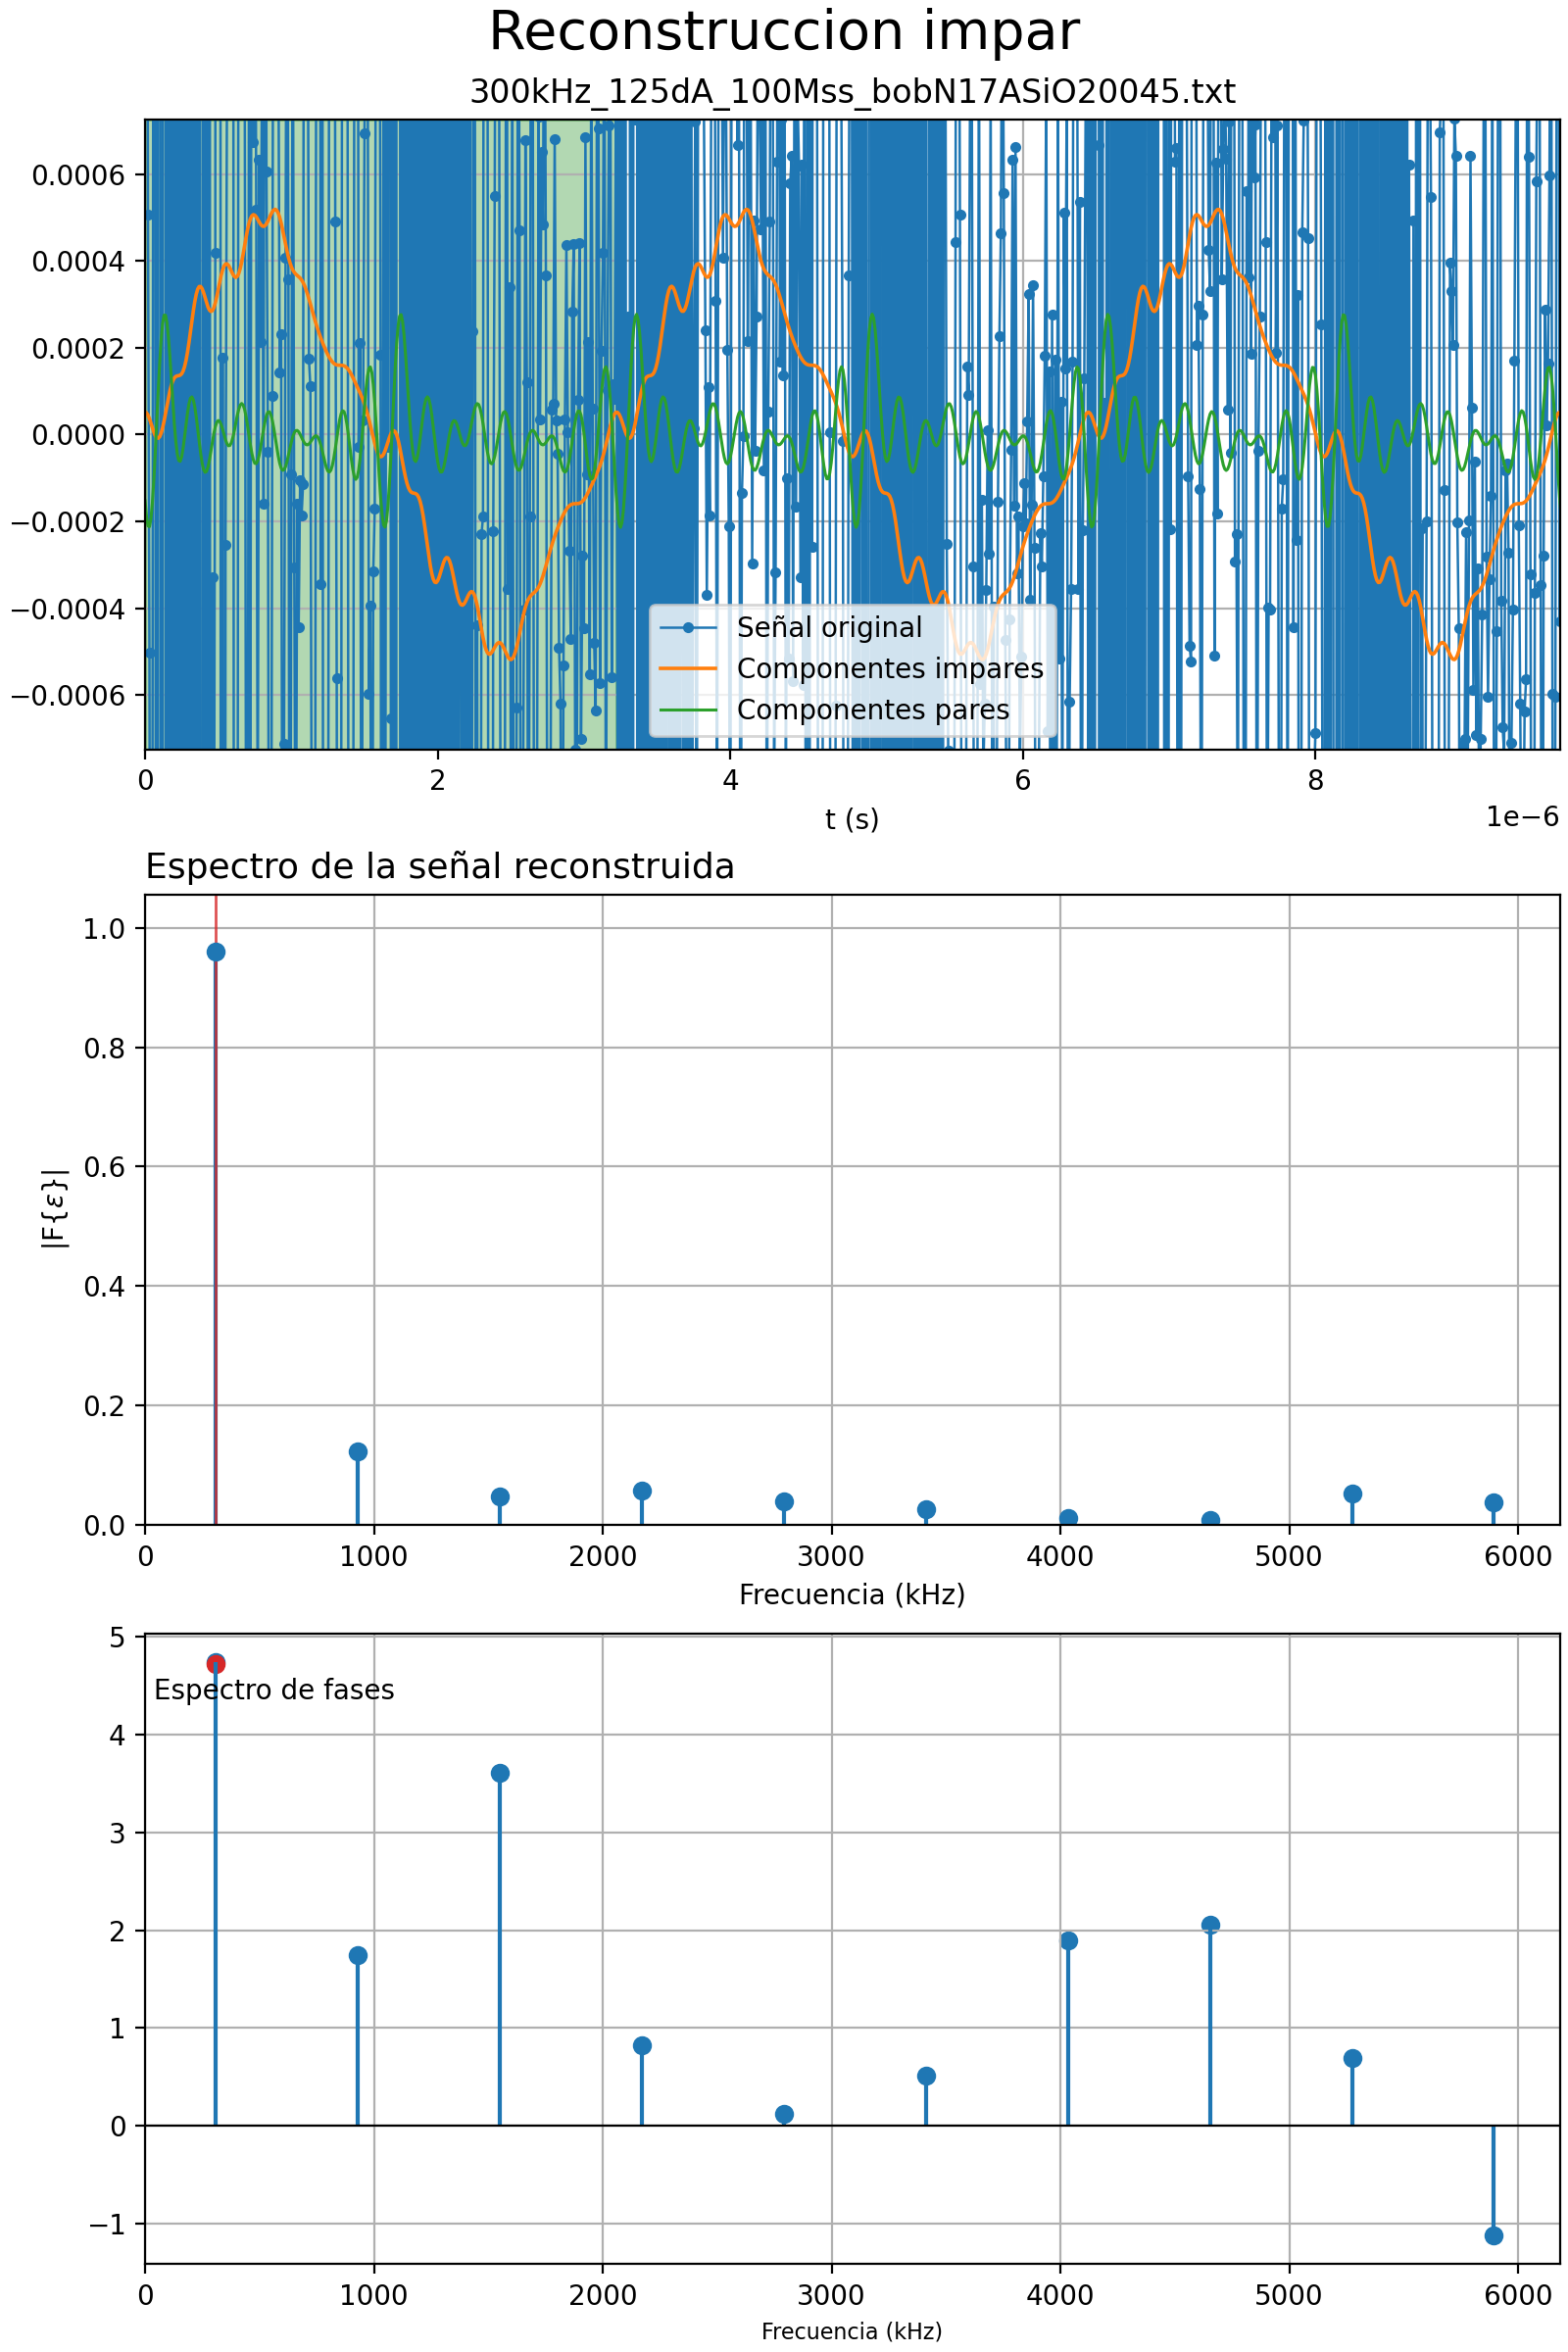 Reconstruccion impar
300kHz_125dA_100Mss_bobN17ASiO20045.txt
0.0006
0.0004
0.0002
0.0000
−0.0002
−0.0004
−0.0006
Señal original
Componentes impares
Componentes pares
0 2 4 6 8
t (s)
1e−6
Espectro de la señal reconstruida
1.0
0.8
0.6
0.4
0.2
0.0
|F{ε}|
0 1000 2000 3000 4000 5000 6000
Frecuencia (kHz)
5
Espectro de fases
4
3
2
1
0
−1
0 1000 2000 3000 4000 5000 6000
Frecuencia (kHz)